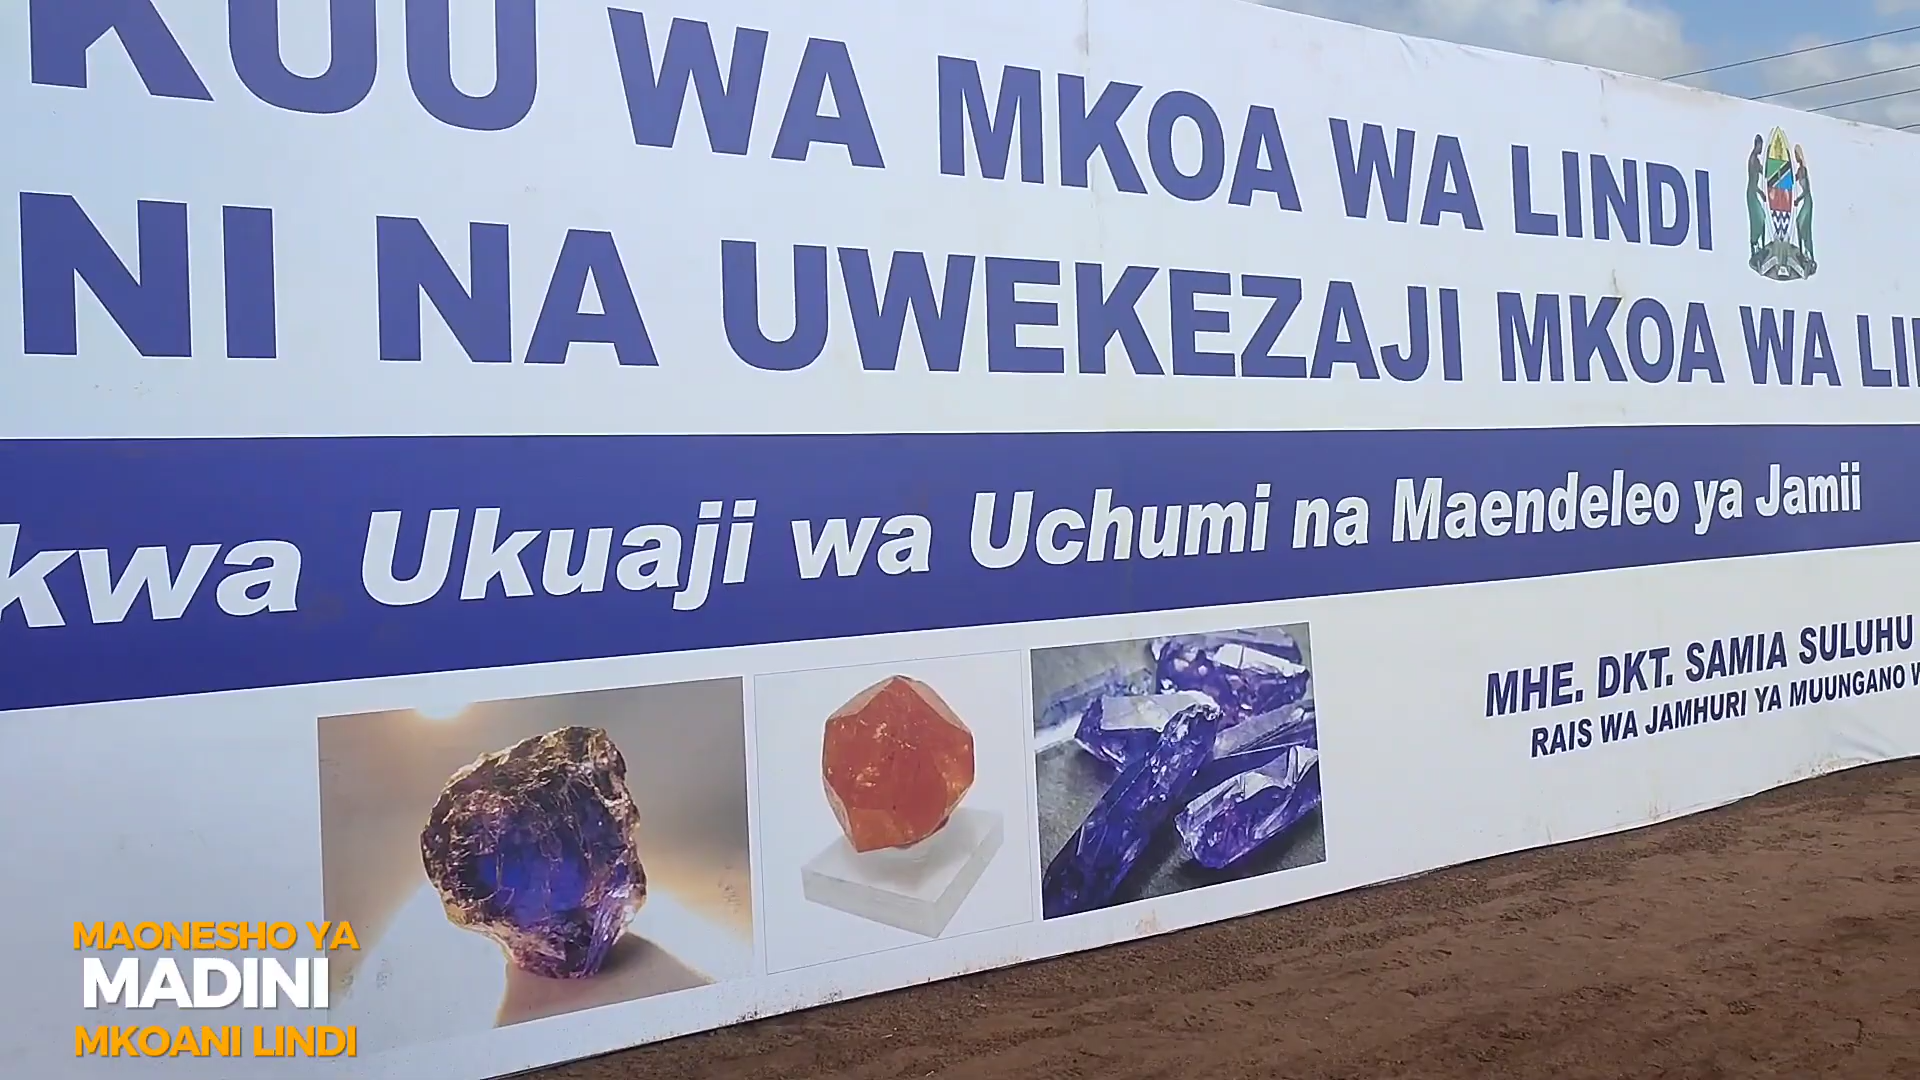 KUU WA MKOA WA LINDI
NI NA UWEKEZAJI MKOA WA
kwa Ukuaji wa Uchumi na Maendeleo ya Jamii
MHE. DKT. SAMIA SULUHU
RAIS WA JAMHURI YA MUUNGANO
MAONESHO YA
MADINI
MKOANI LINDI